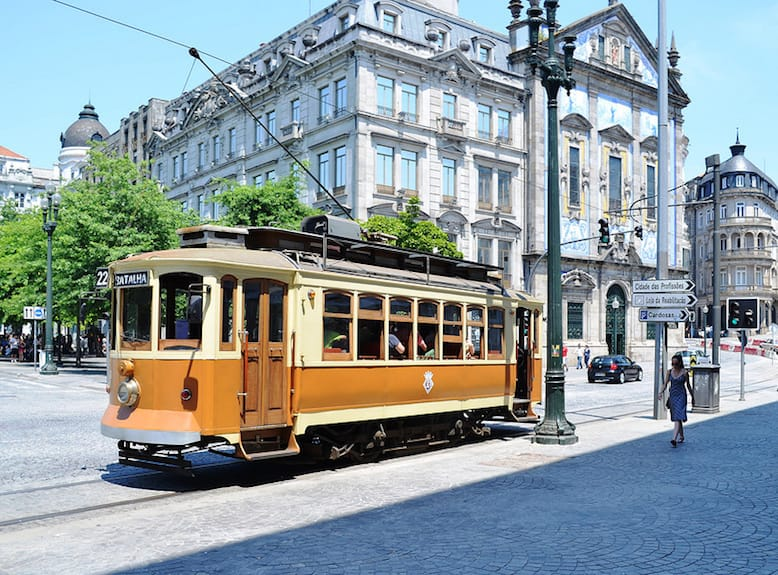 22
BATALHA
Cidade das Profissões
Loja da Reabilitação
P Cardosas